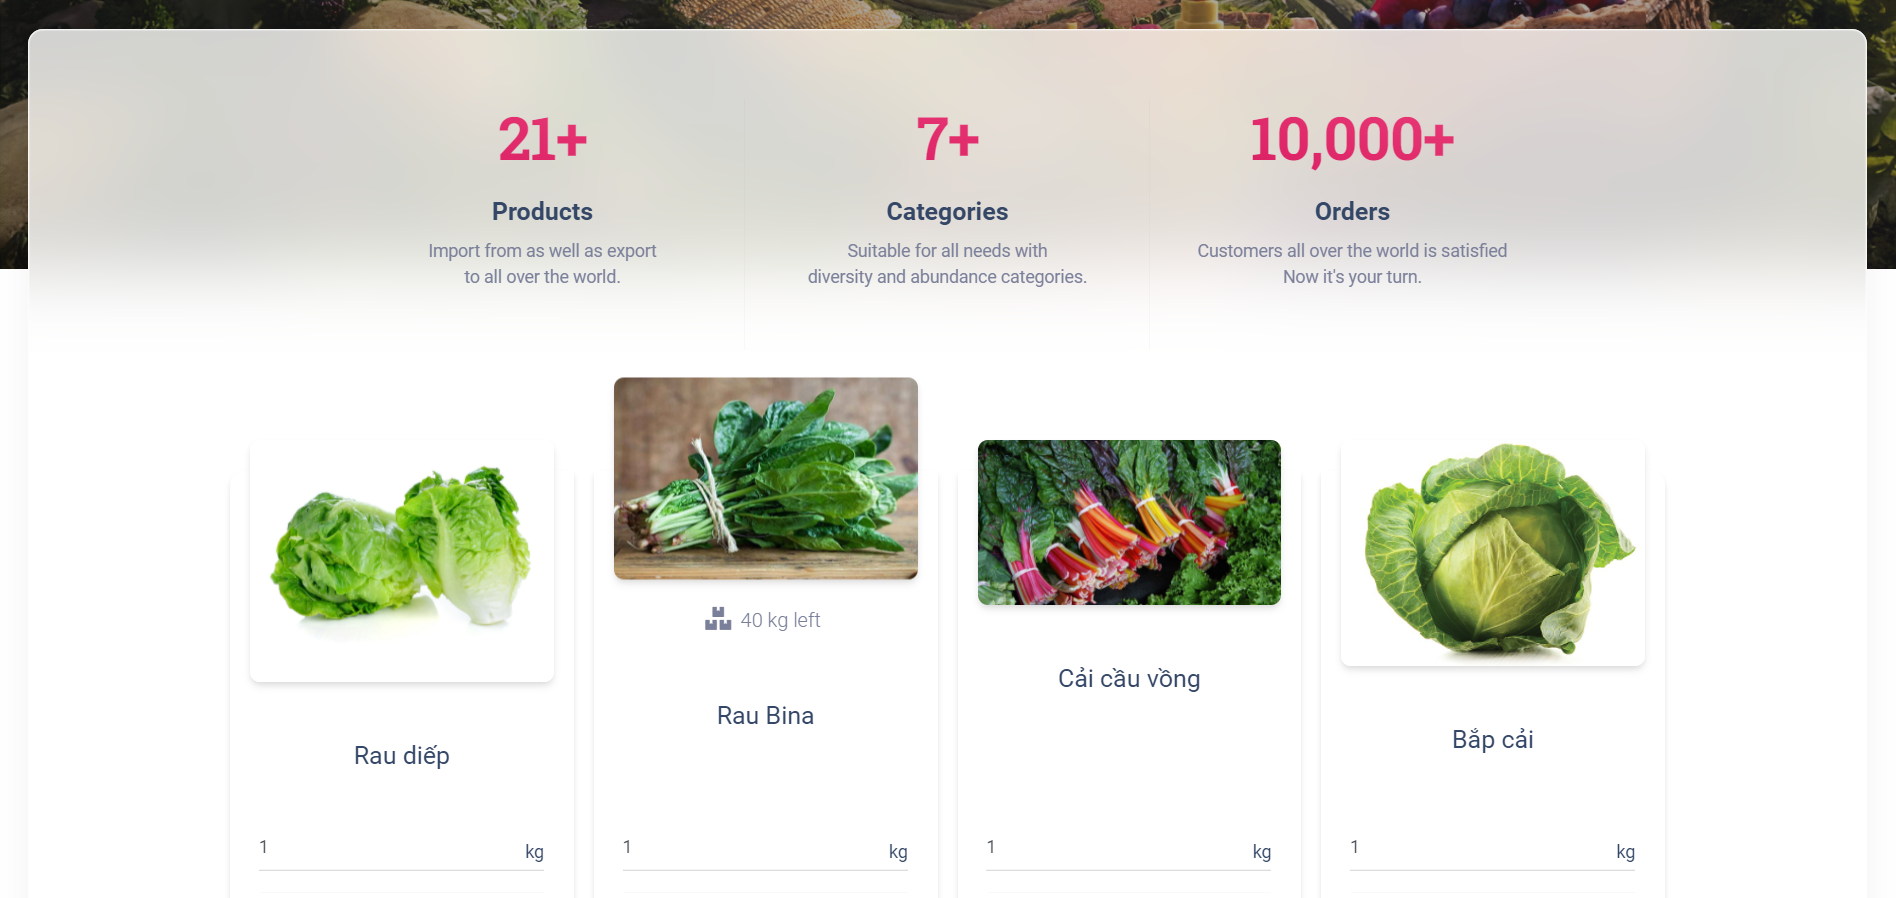 21+
Products
Import from as well as export
to all over the world.
7+
Categories
Suitable for all needs with
diversity and abundance categories.
10,000+
Orders
Customers all over the world is satisfied
Now it's your turn.
Rau diếp
1 kg
40 kg left
Rau Bina
1 kg
Cải cầu vồng
1 kg
Bắp cải
1 kg